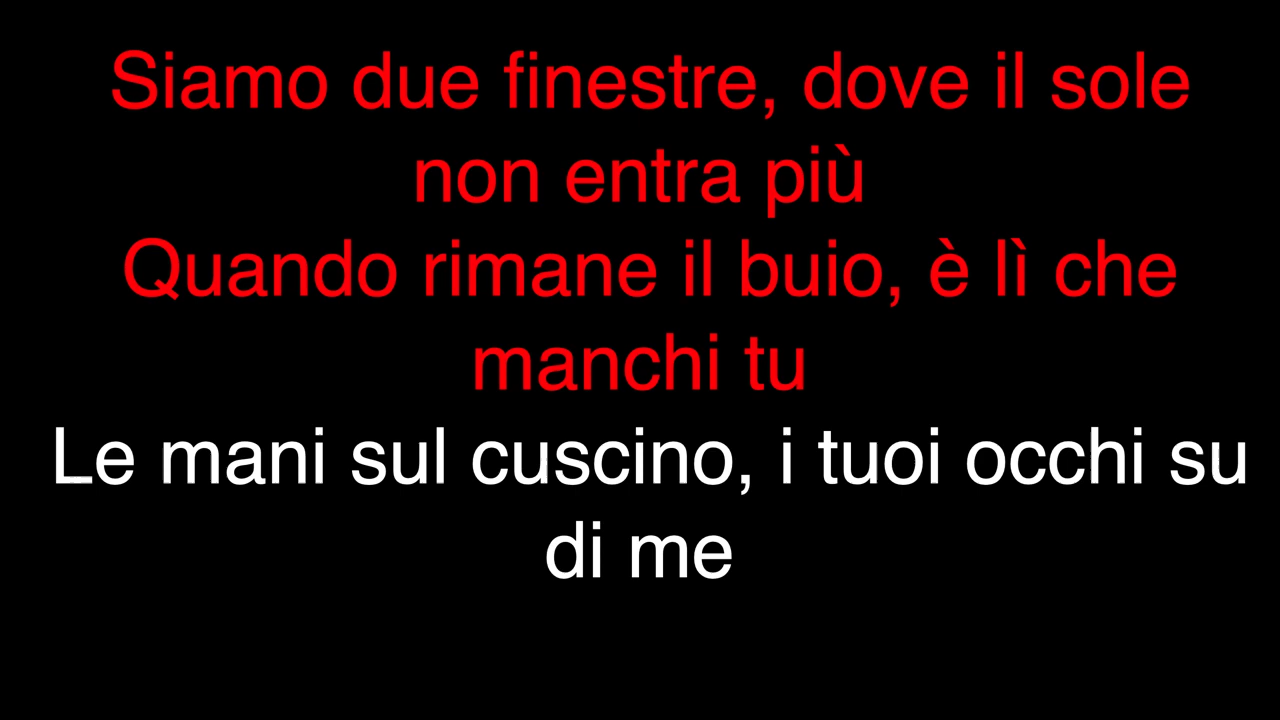 Siamo due finestre, dove il sole
non entra più
Quando rimane il buio, è lì che
manchi tu
Le mani sul cuscino, i tuoi occhi su
di me